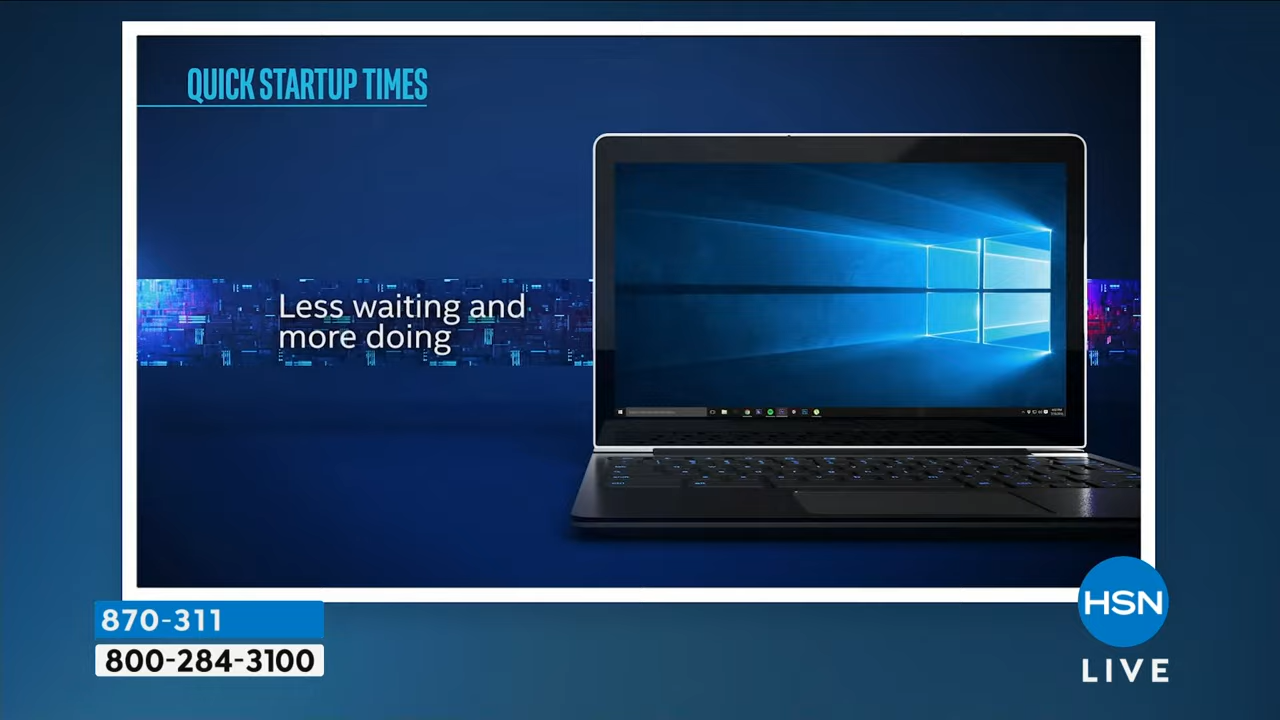 QUICK STARTUP TIMES
Less waiting and
more doing
870-311
800-284-3100
HSN
LIVE